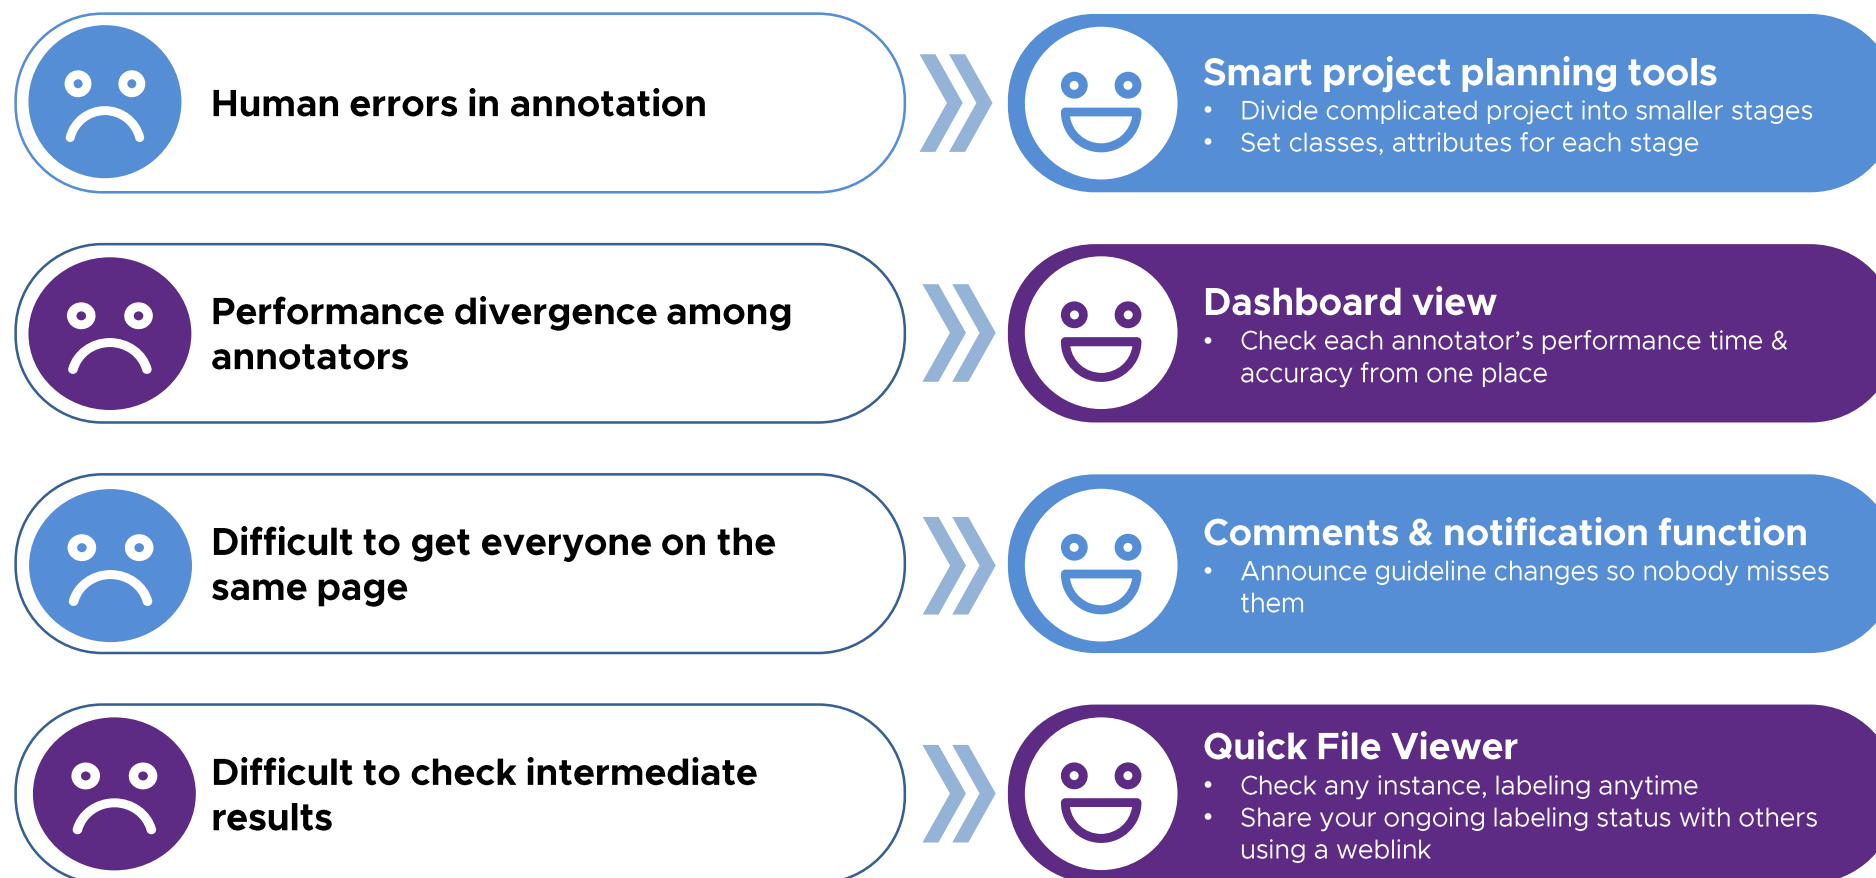 Human errors in annotation
Smart project planning tools
• Divide complicated project into smaller stages
• Set classes, attributes for each stage
Performance divergence among
annotators
Dashboard view
• Check each annotator’s performance time &
accuracy from one place
Difficult to get everyone on the
same page
Comments & notification function
• Announce guideline changes so nobody misses
them
Difficult to check intermediate
results
Quick File Viewer
• Check any instance, labeling anytime
• Share your ongoing labeling status with others
using a weblink